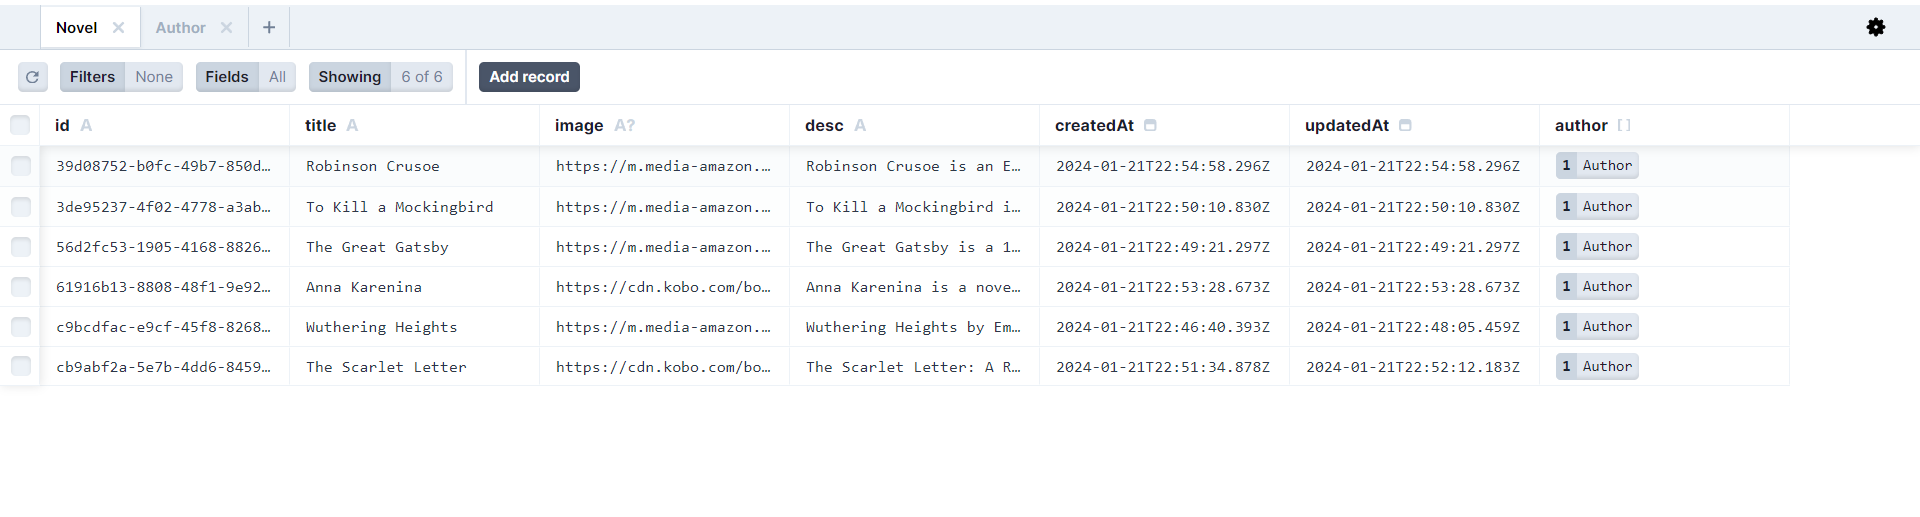 Novel Author +
Filters None Fields All Showing 6 of 6 Add record
id A title A image A? desc A createdAt updatedAt author []
39d08752-b0fc-49b7-850d… Robinson Crusoe https://m.media-amazon.… Robinson Crusoe is an E… 2024-01-21T22:54:58.296Z 2024-01-21T22:54:58.296Z 1 Author
3de95237-4f02-4778-a3ab… To Kill a Mockingbird https://m.media-amazon.… To Kill a Mockingbird i… 2024-01-21T22:50:10.830Z 2024-01-21T22:50:10.830Z 1 Author
56d2fc53-1905-4168-8826… The Great Gatsby https://m.media-amazon.… The Great Gatsby is a 1… 2024-01-21T22:49:21.297Z 2024-01-21T22:49:21.297Z 1 Author
61916b13-8808-48f1-9e92… Anna Karenina https://cdn.kobo.com/bo… Anna Karenina is a nove… 2024-01-21T22:53:28.673Z 2024-01-21T22:53:28.673Z 1 Author
c9bcdfac-e9cf-45f8-8268… Wuthering Heights https://m.media-amazon.… Wuthering Heights by Em… 2024-01-21T22:46:40.393Z 2024-01-21T22:48:05.459Z 1 Author
cb9abf2a-5e7b-4dd6-8459… The Scarlet Letter https://cdn.kobo.com/bo… The Scarlet Letter: A R… 2024-01-21T22:51:34.878Z 2024-01-21T22:52:12.183Z 1 Author